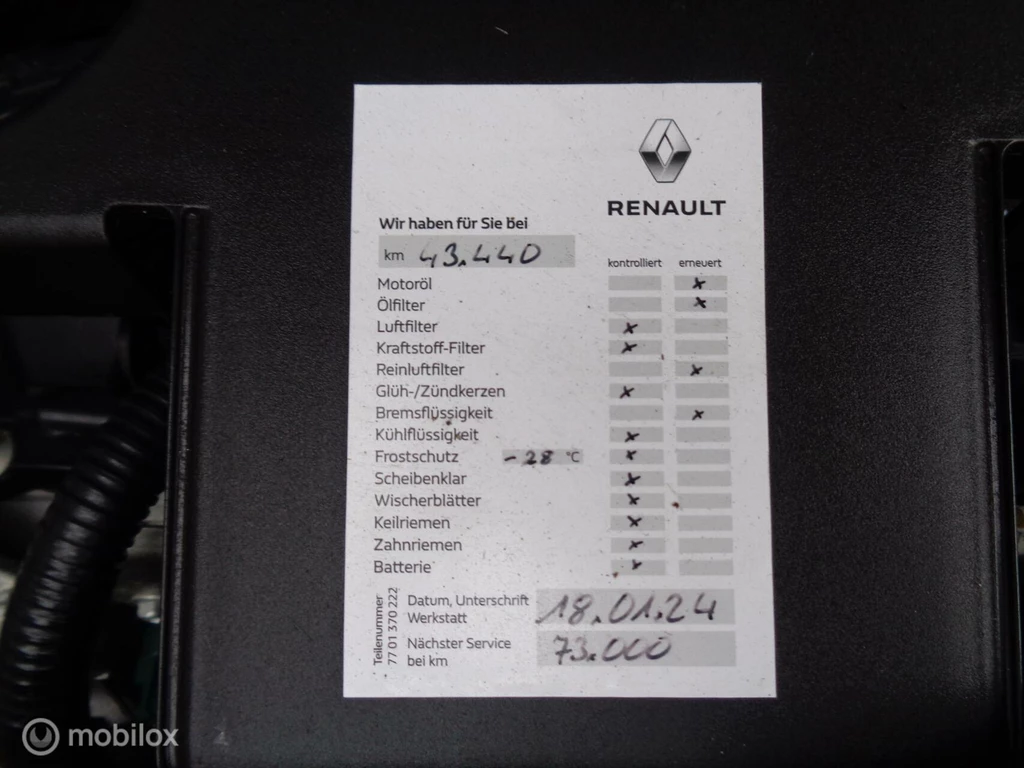 RENAULT
Wir haben für Sie bei
km 43.440
kontrolliert erneuert
Motoröl x
Ölfilter x
Luftfilter x
Kraftstoff-Filter x
Reinluftfilter x
Glüh-/Zündkerzen x
Bremsflüssigkeit x
Kühlflüssigkeit x
Frostschutz -28 °C x
Scheibenklar x
Wischerblätter x
Keilriemen x
Zahnriemen x
Batterie x
Teilenummer
77 01 370 222
Datum, Unterschrift
Werkstatt
18.01.24
Nächster Service
bei km
73.000
mobilox